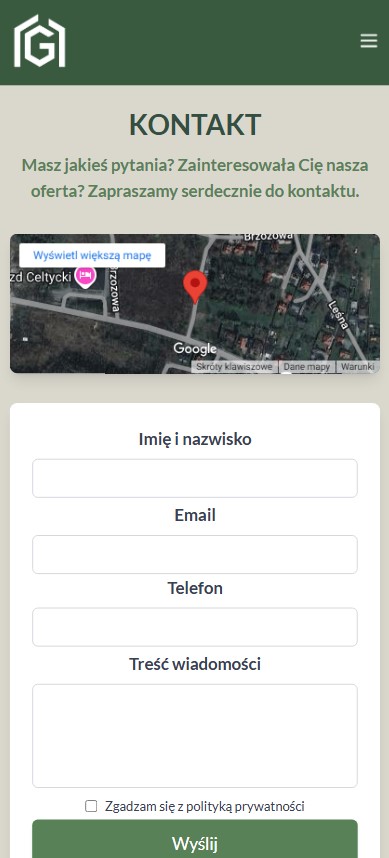 KONTAKT
Masz jakieś pytania? Zainteresowała Cię nasza
oferta? Zapraszamy serdecznie do kontaktu.
Brzozowa
Wyświetl większą mapę
zd Celtycki
Brzozowa
Leśna
Google
Skróty klawiszowe
Dane mapy
Warunki
Imię i nazwisko
Email
Telefon
Treść wiadomości
Zgadzam się z polityką prywatności
Wyślij